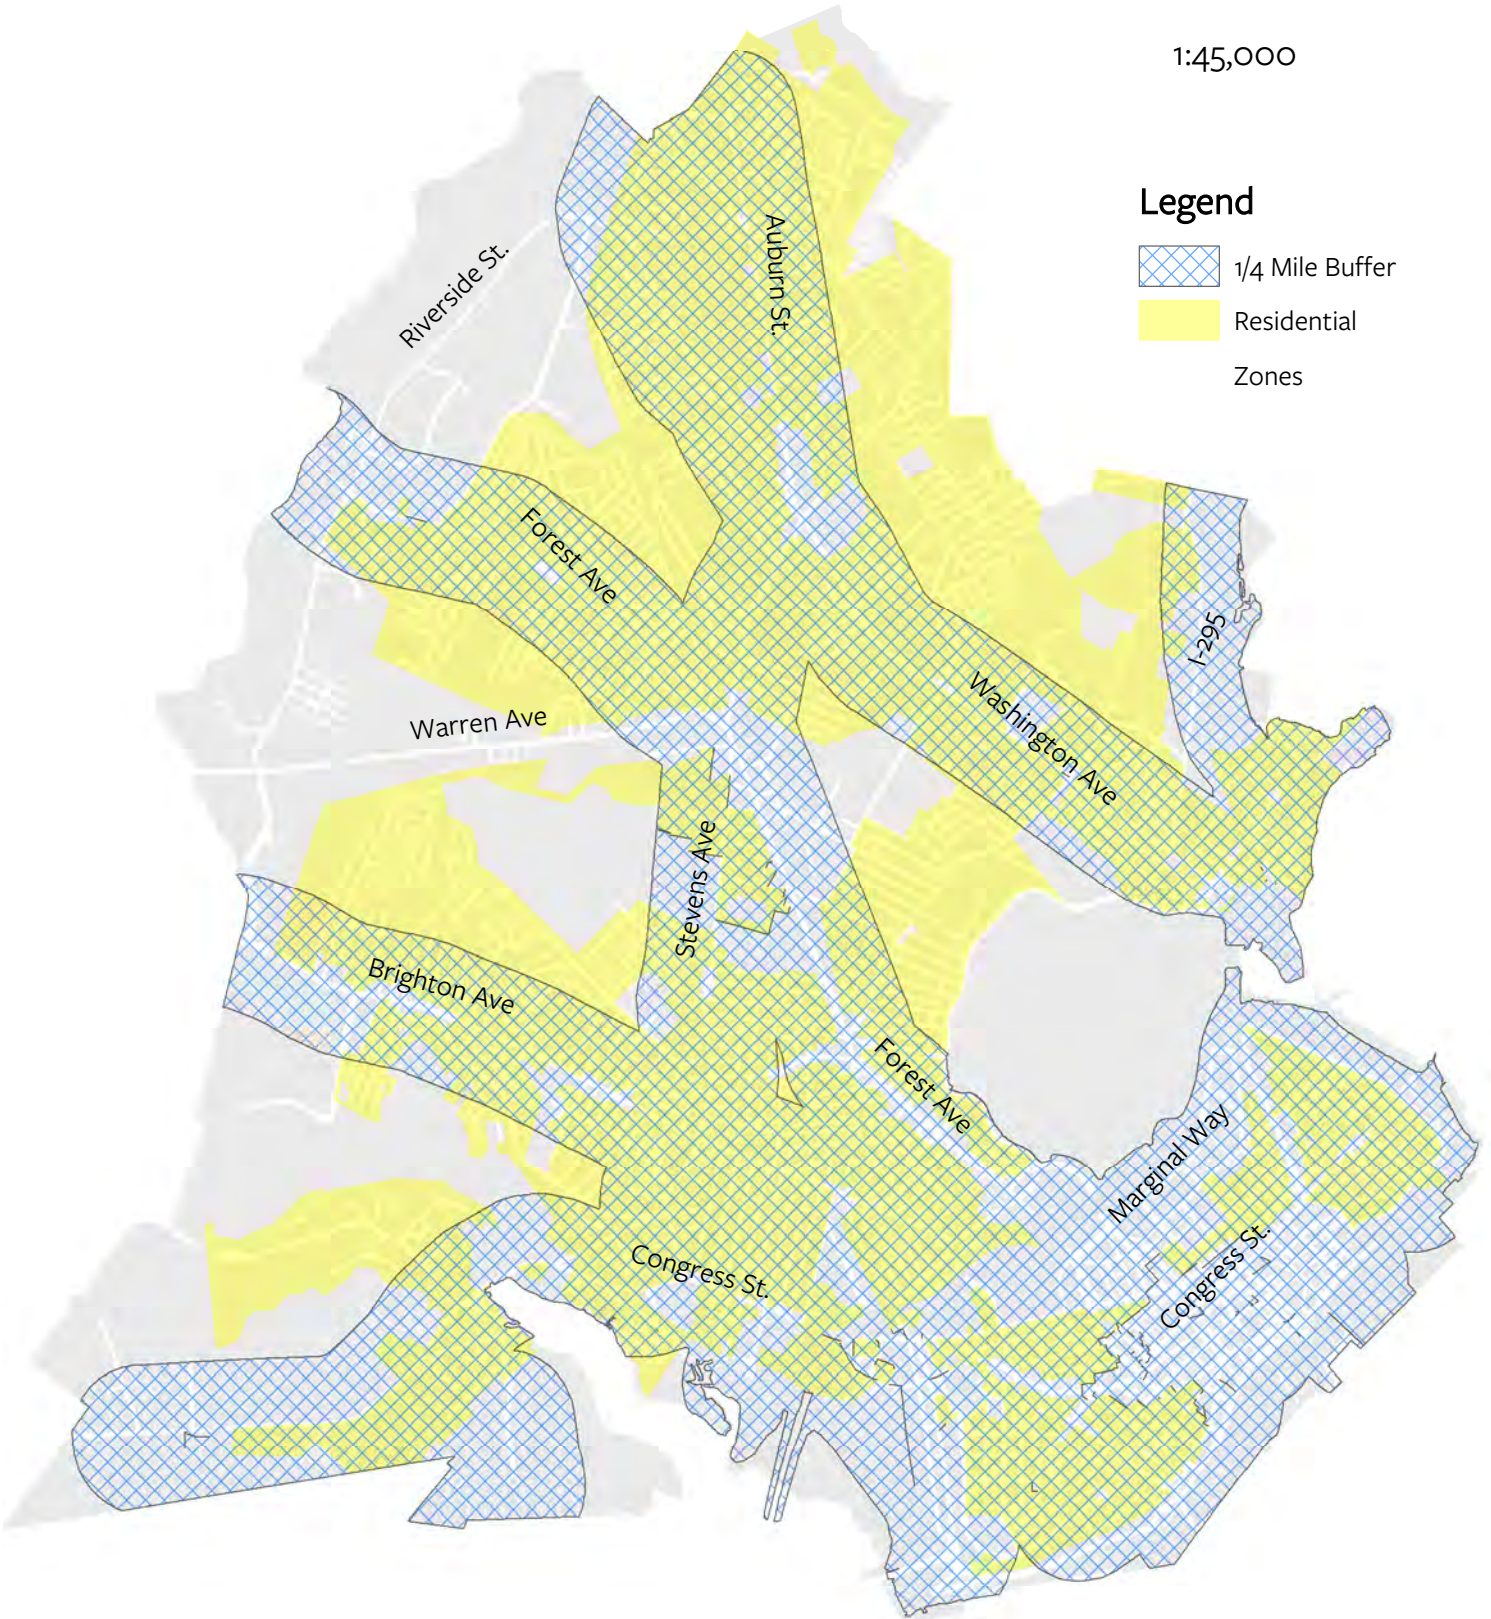 1:45,000
Legend
1/4 Mile Buffer
Residential
Zones
Riverside St.
Auburn St.
Forest Ave
I-295
Washington Ave
Warren Ave
Stevens Ave
Brighton Ave
Forest Ave
Marginal Way
Congress St.
Congress St.